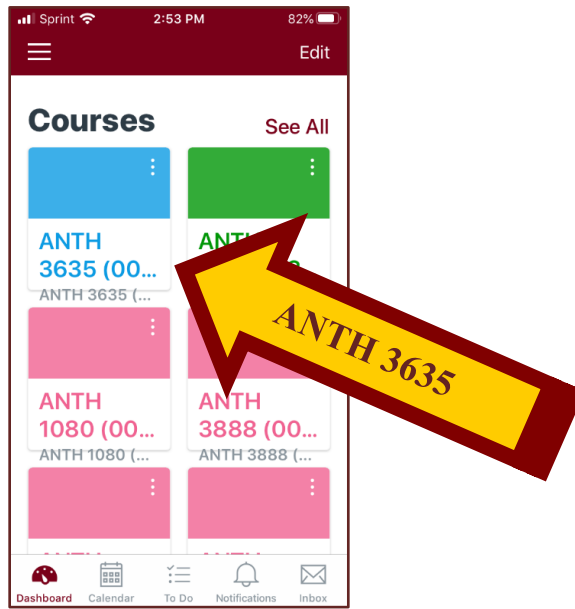 Sprint 2:53 PM 82%
Edit
Courses See All
ANTH
3635 (00...
ANTH 3635 (...
ANTH
ANTH 3635
ANTH
1080 (00...
ANTH 1080 (...
ANTH
3888 (00...
ANTH 3888 (...
Dashboard Calendar To Do Notifications Inbox